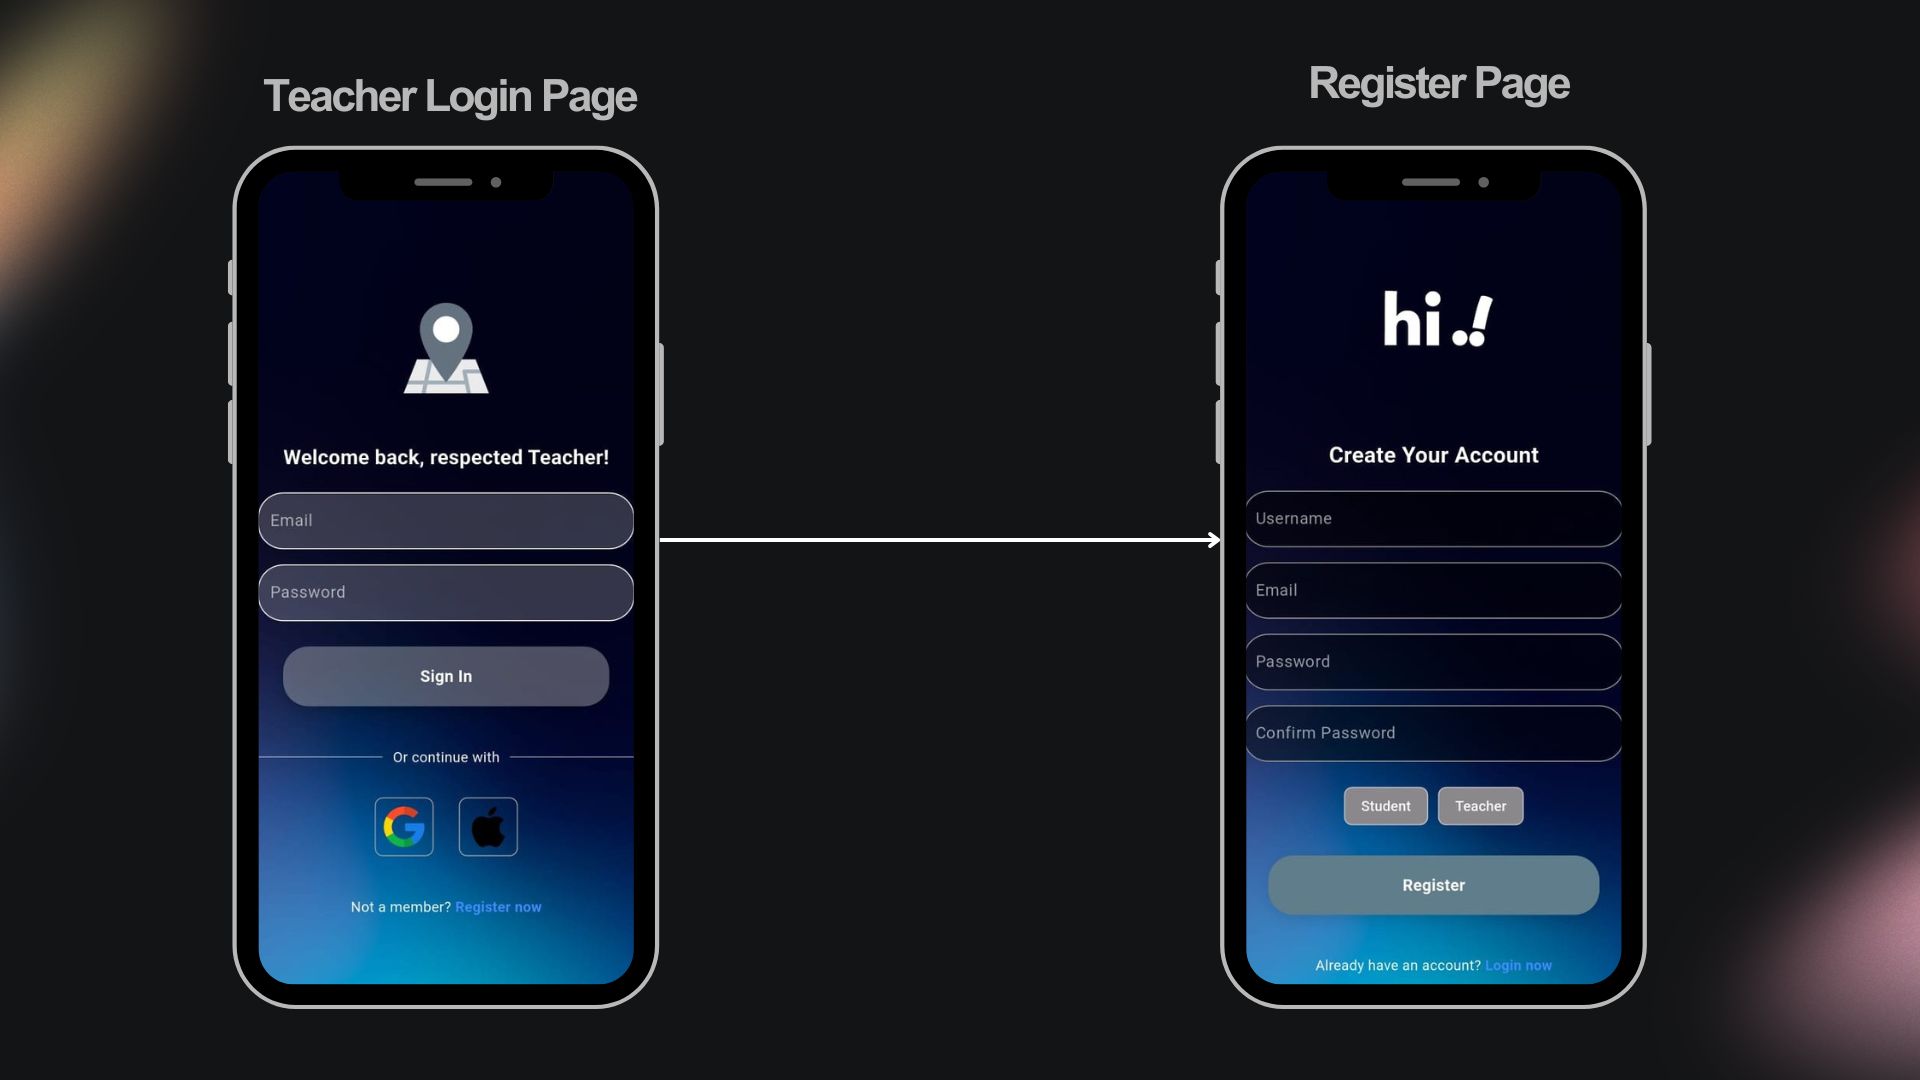 Teacher Login Page
Welcome back, respected Teacher!
Email
Password
Sign In
Or continue with
Not a member? Register now
Register Page
hi.!
Create Your Account
Username
Email
Password
Confirm Password
Student Teacher
Register
Already have an account? Login now